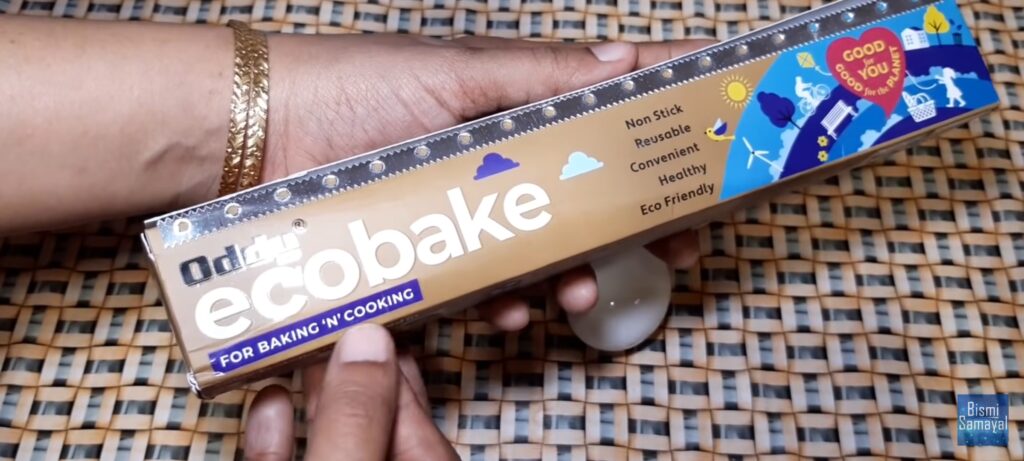 Oddy®
ecobake
FOR BAKING 'N' COOKING
Non Stick
Reusable
Convenient
Healthy
Eco Friendly
GOOD
for
YOU
GOOD for the PLANET
Bismi
Samayal